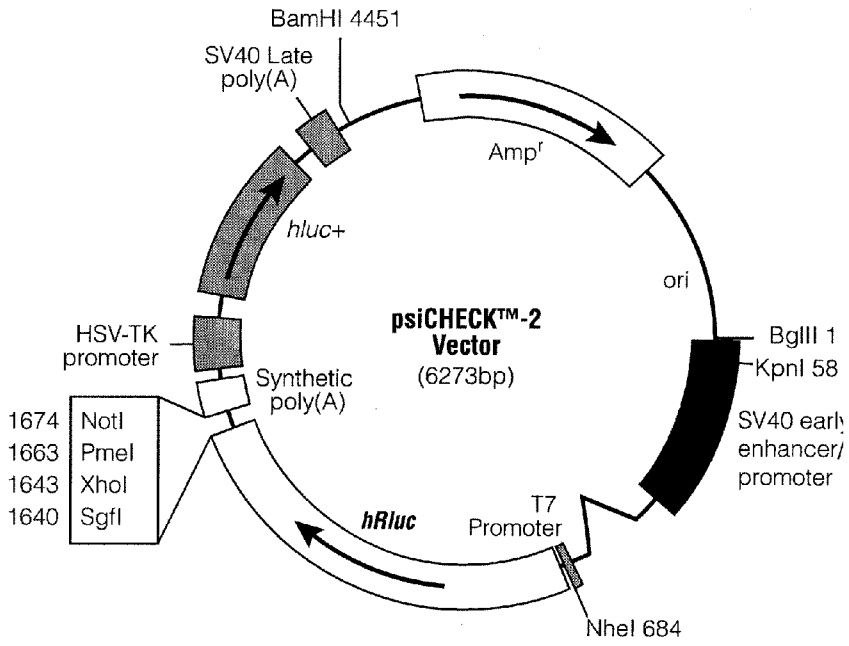 BamHI 4451
SV40 Late
poly(A)
Ampʳ
hluc+
ori
HSV-TK
promoter
psiCHECK™-2
Vector
(6273bp)
BglII 1
KpnI 58
Synthetic
poly(A)
1674 NotI
1663 PmeI
1643 XhoI
1640 SgfI
SV40 early
enhancer/
promoter
T7
Promoter
hRluc
NheI 684